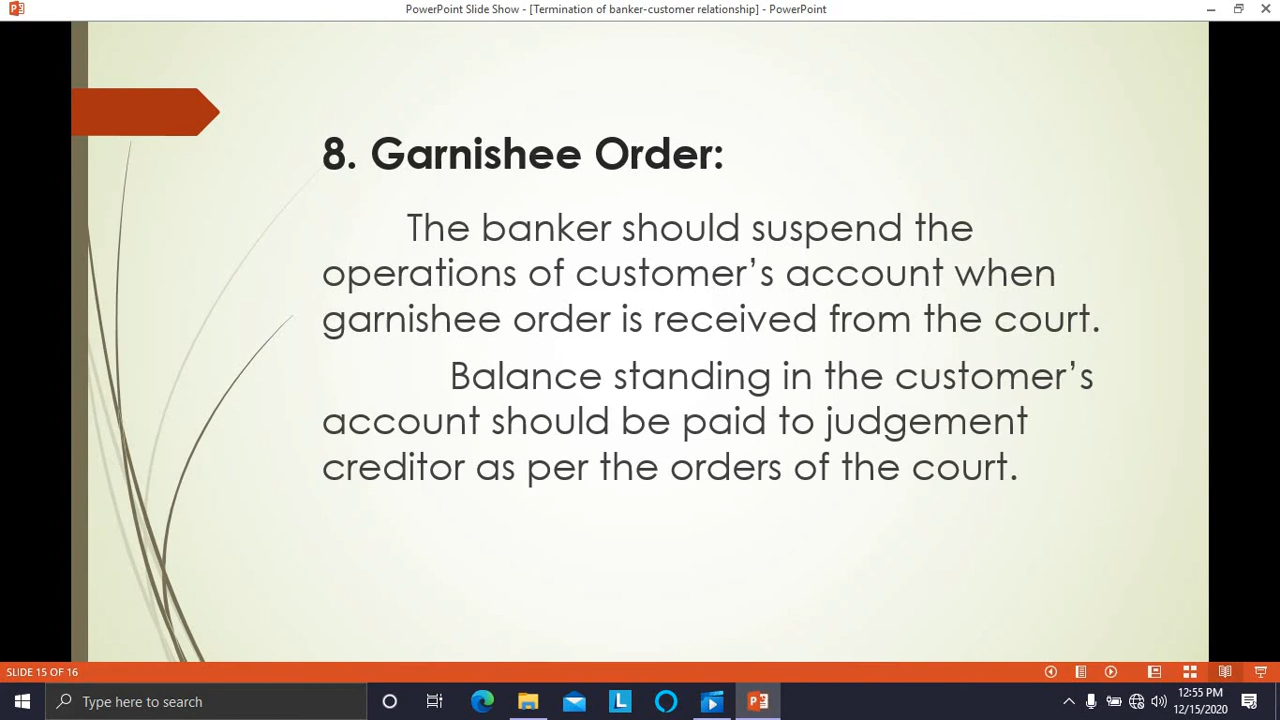 PowerPoint Slide Show - [Termination of banker-customer relationship] - PowerPoint
8. Garnishee Order:
The banker should suspend the
operations of customer’s account when
garnishee order is received from the court.
Balance standing in the customer’s
account should be paid to judgement
creditor as per the orders of the court.
SLIDE 15 OF 16
Type here to search
L
12:55 PM
12/15/2020